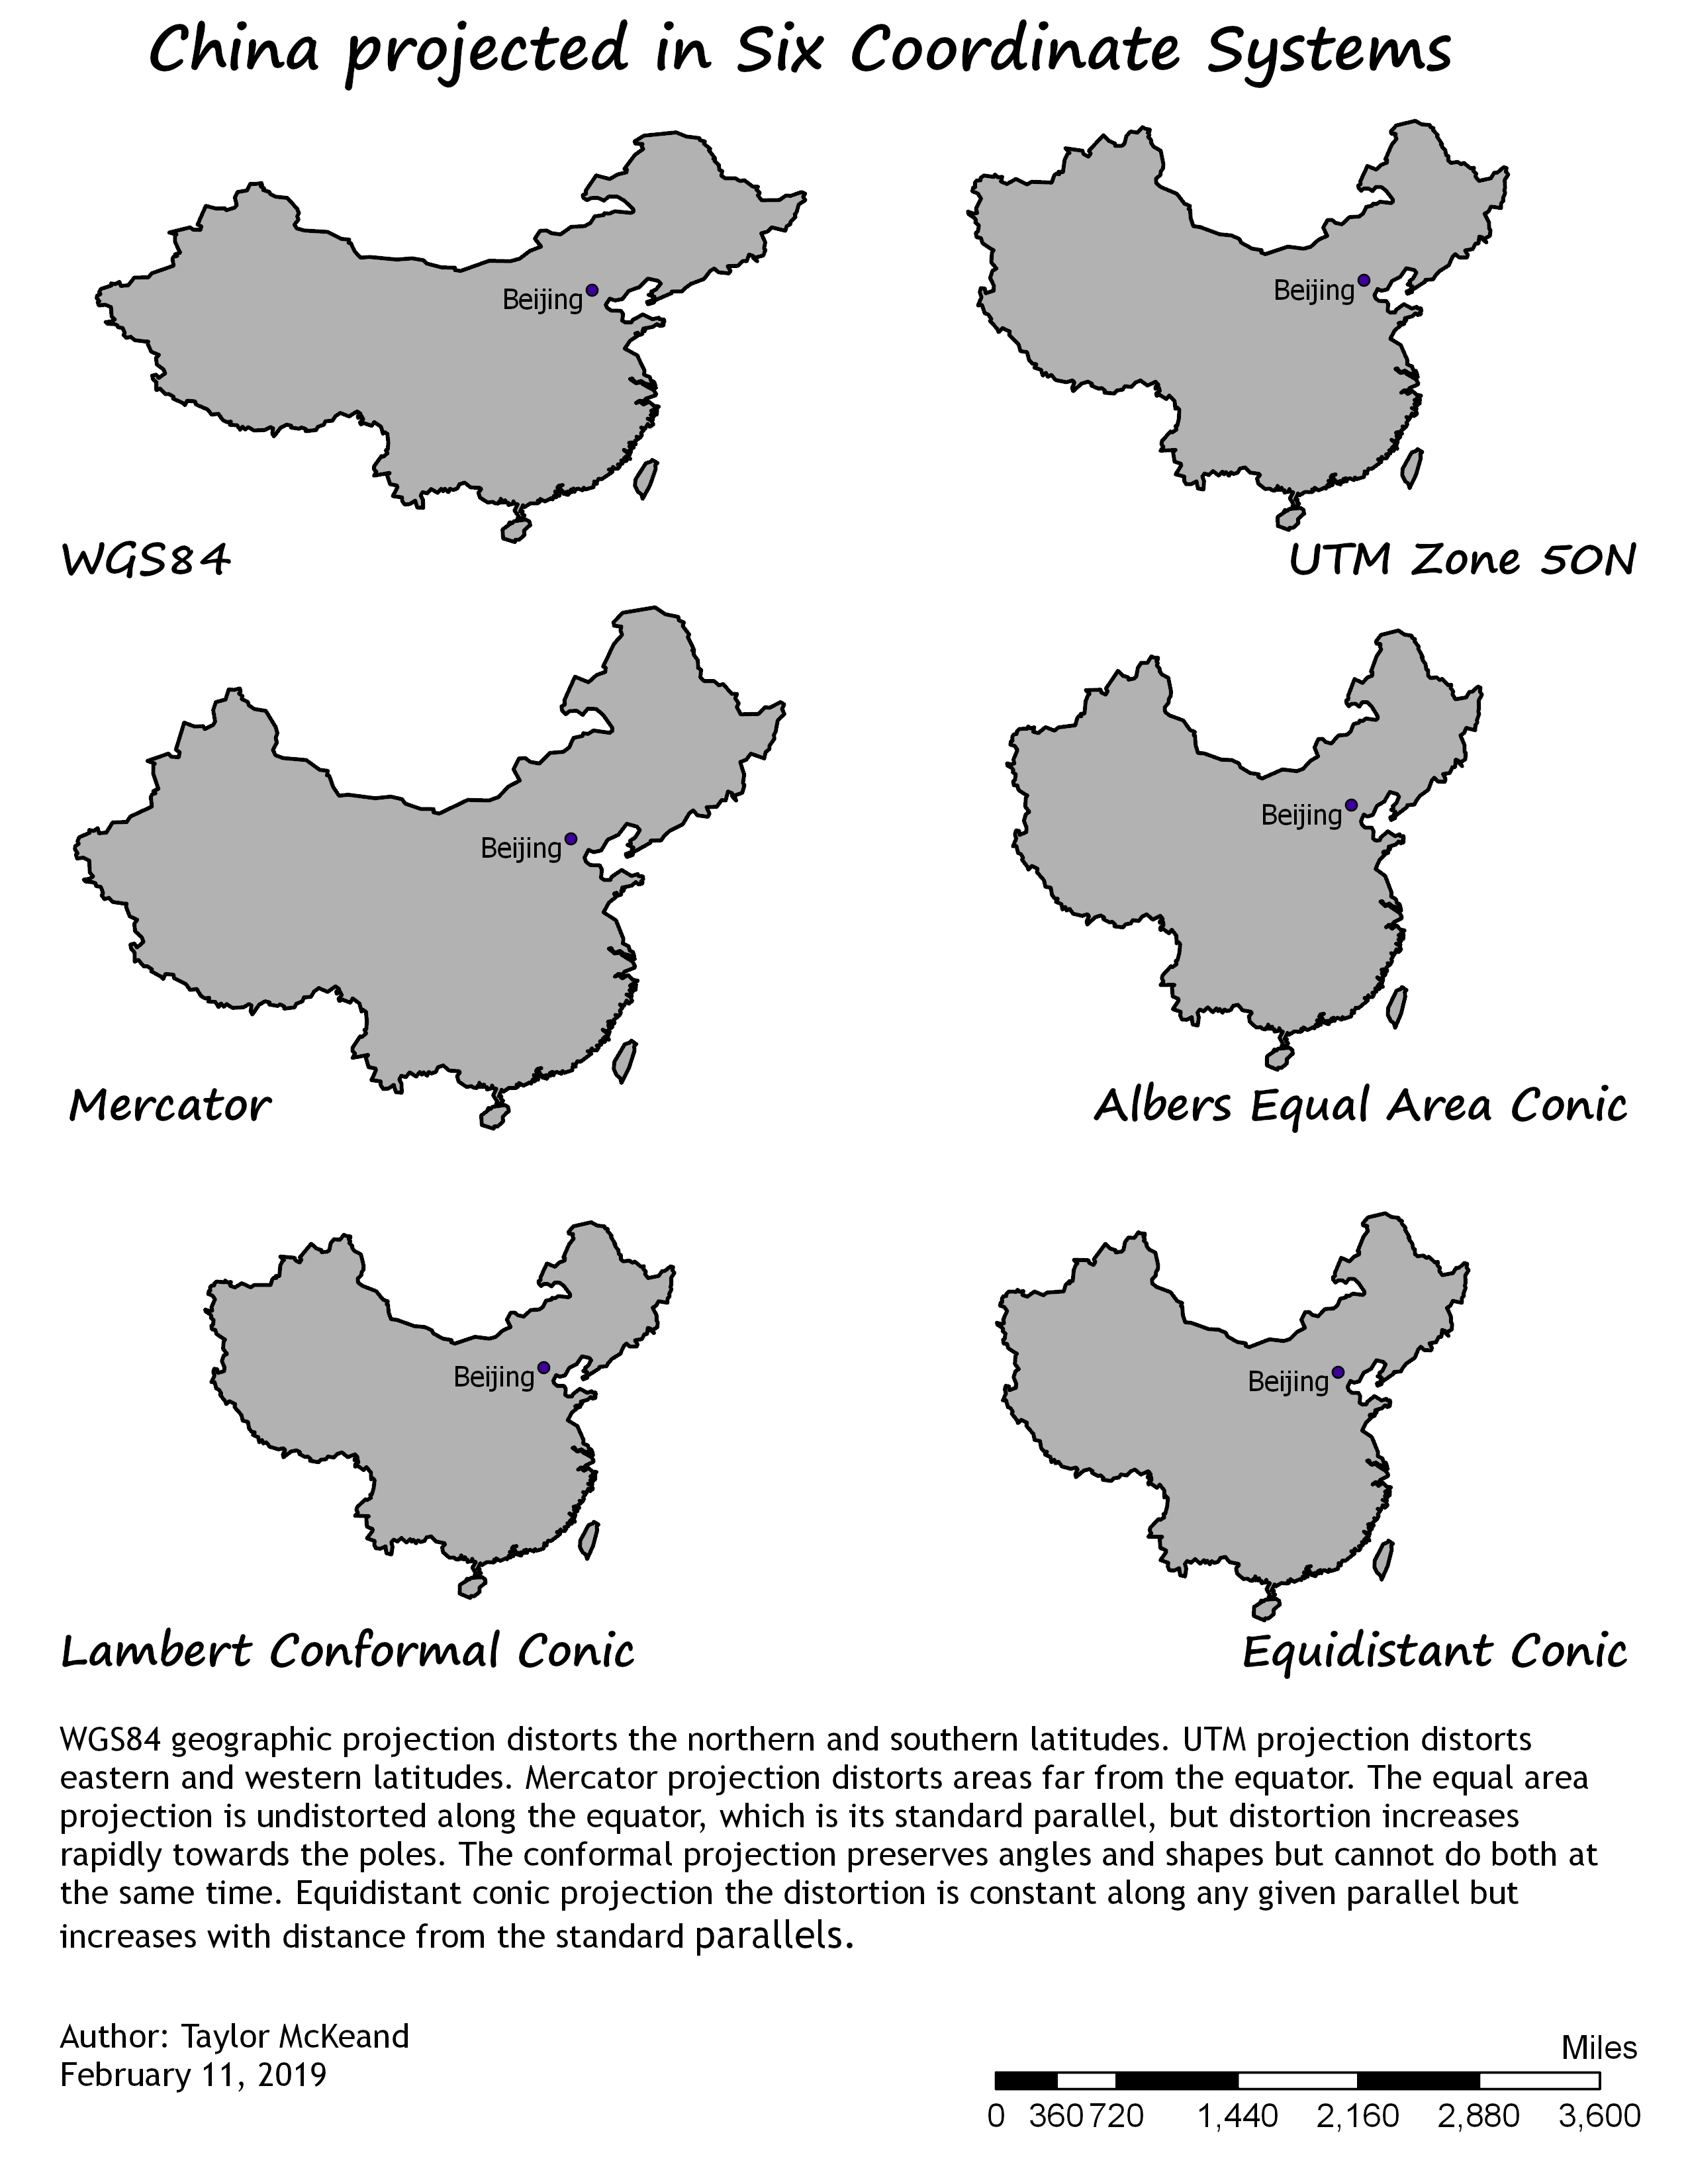 China projected in Six Coordinate Systems
Beijing
Beijing
WGS84
UTM Zone 50N
Beijing
Beijing
Mercator
Albers Equal Area Conic
Beijing
Beijing
Lambert Conformal Conic
Equidistant Conic
WGS84 geographic projection distorts the northern and southern latitudes. UTM projection distorts
eastern and western latitudes. Mercator projection distorts areas far from the equator. The equal area
projection is undistorted along the equator, which is its standard parallel, but distortion increases
rapidly towards the poles. The conformal projection preserves angles and shapes but cannot do both at
the same time. Equidistant conic projection the distortion is constant along any given parallel but
increases with distance from the standard parallels.
Author: Taylor McKeand
February 11, 2019
Miles
0 360 720 1,440 2,160 2,880 3,600